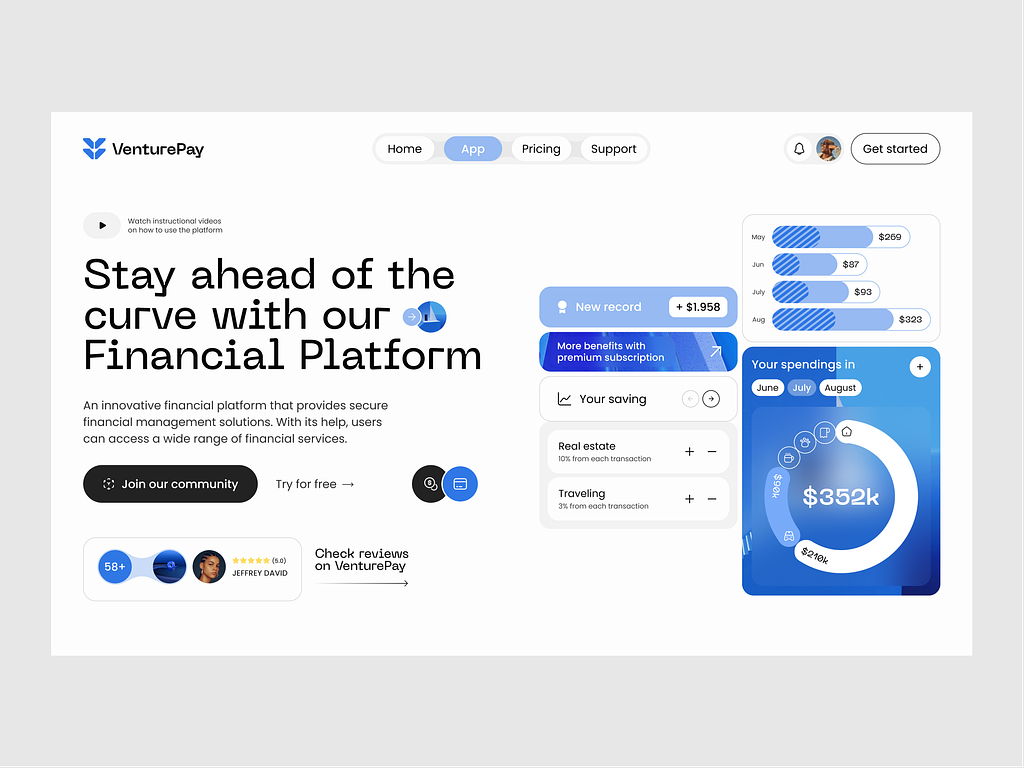 VenturePay
Home
App
Pricing
Support
Get started
Watch instructional videos
on how to use the platform
Stay ahead of the
curve with our
Financial Platform
An innovative financial platform that provides secure
financial management solutions. With its help, users
can access a wide range of financial services.
Join our community
Try for free →
58+
(5.0)
JEFFREY DAVID
Check reviews
on VenturePay
New record
+ $1.958
More benefits with
premium subscription
Your saving
Real estate
10% from each transaction
+ −
Traveling
3% from each transaction
+ −
May
$269
Jun
$87
July
$93
Aug
$323
Your spendings in
+
June
July
August
$90k
$352k
$210k